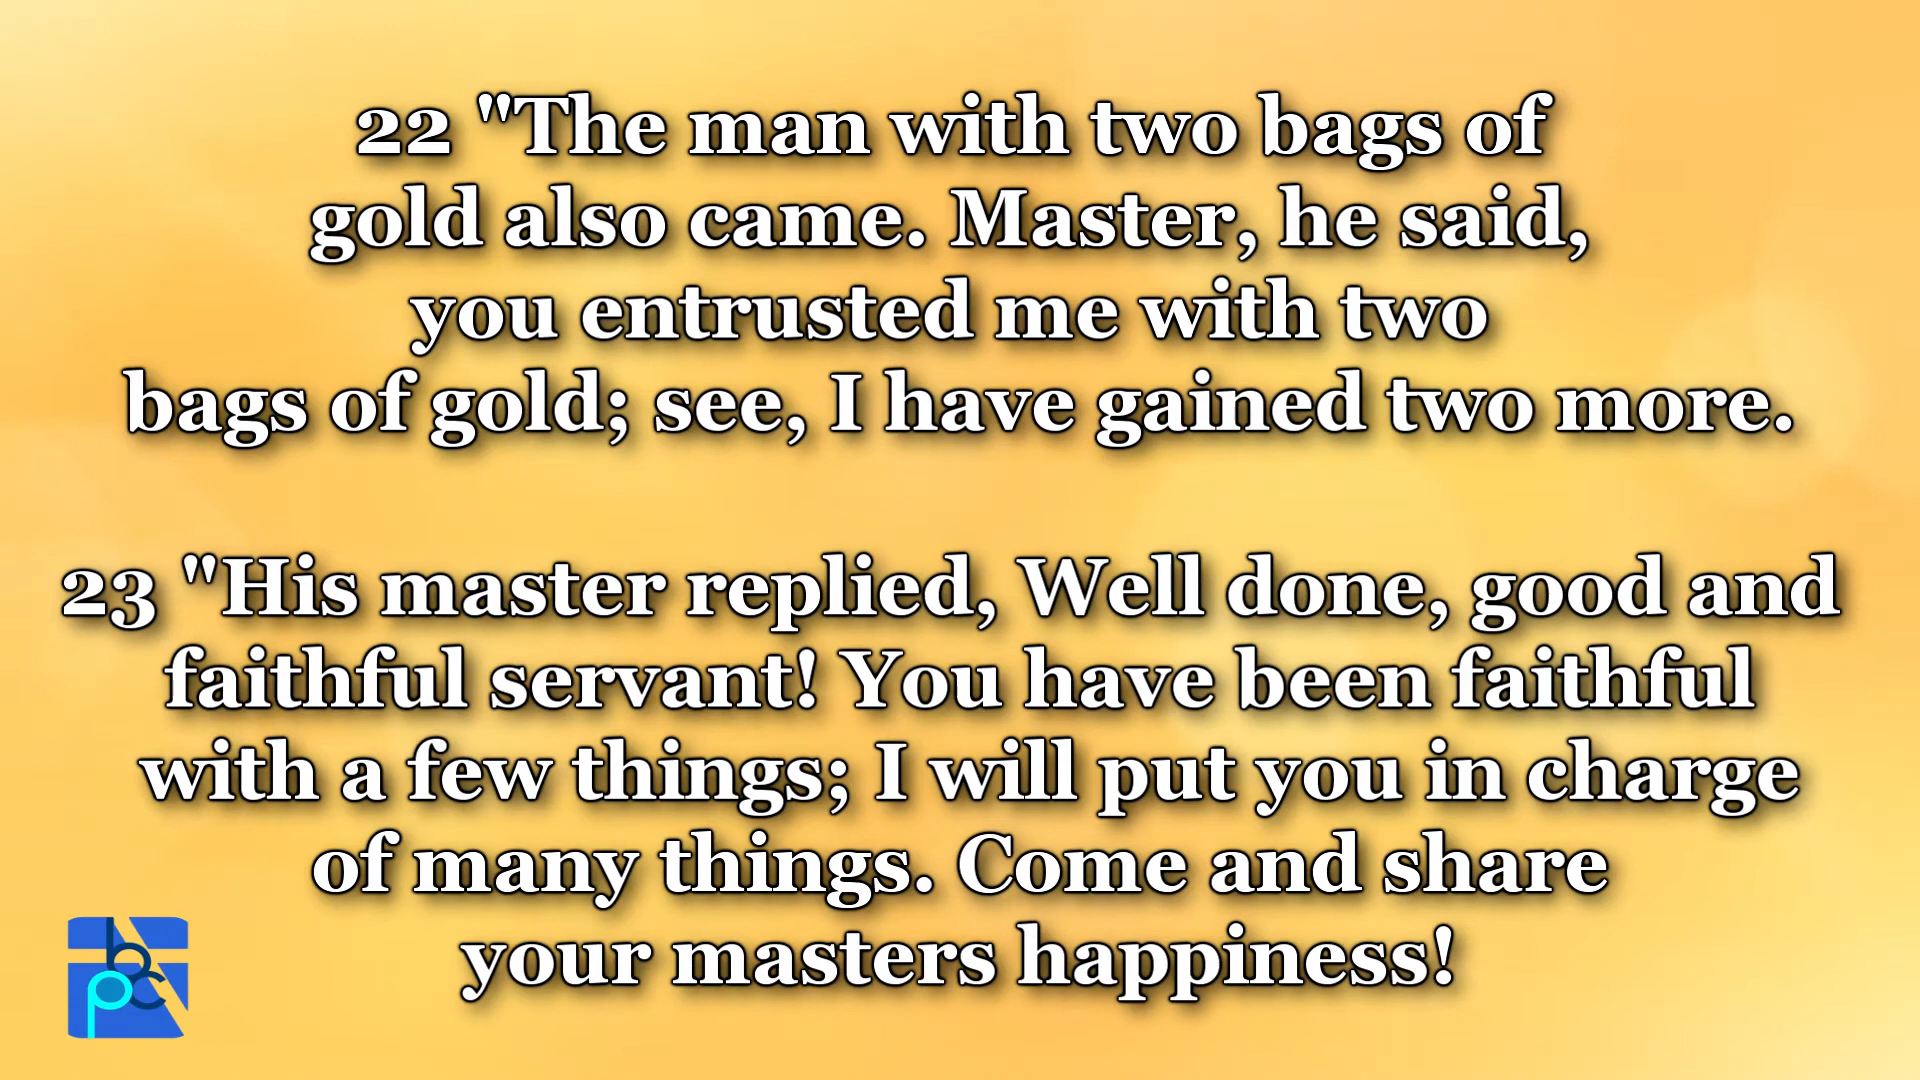 22 "The man with two bags of
gold also came. Master, he said,
you entrusted me with two
bags of gold; see, I have gained two more.
23 "His master replied, Well done, good and
faithful servant! You have been faithful
with a few things; I will put you in charge
of many things. Come and share
your masters happiness!
b
pc